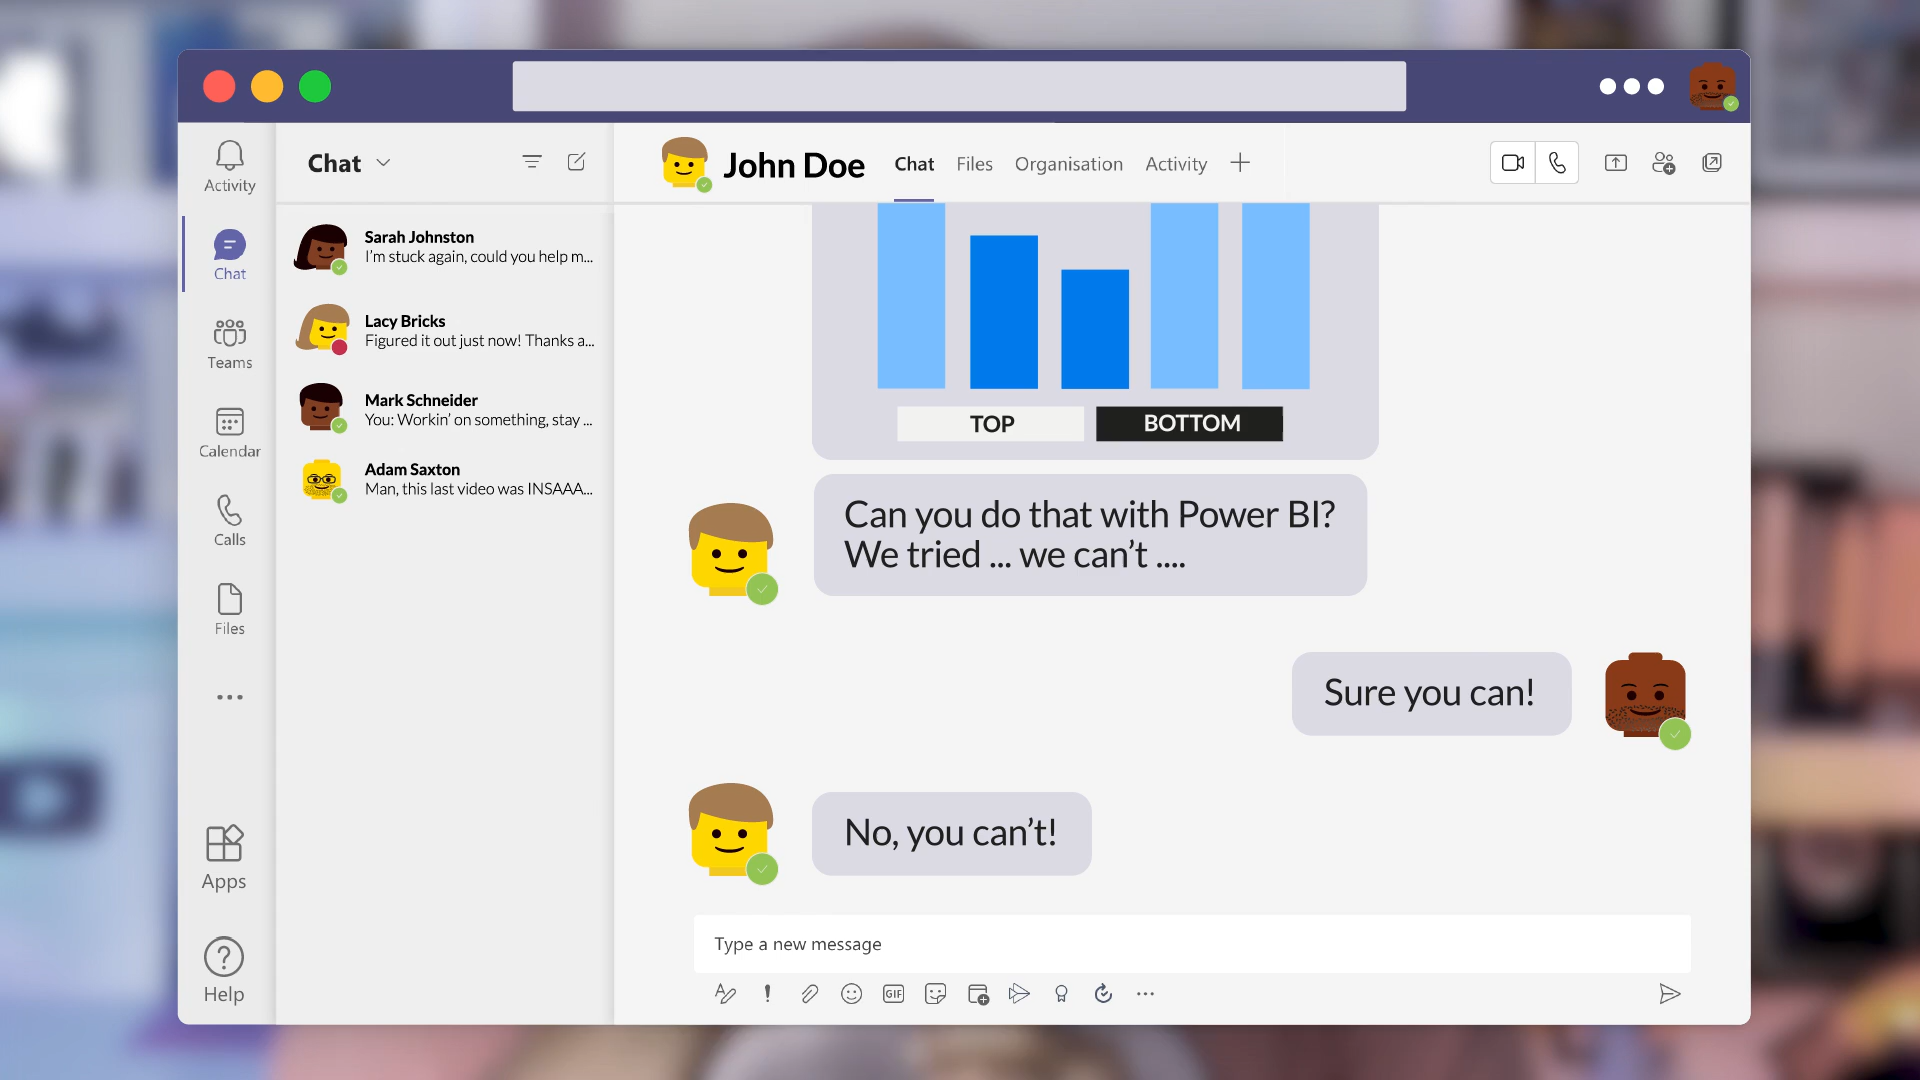 Activity
Chat
Teams
Calendar
Calls
Files
Apps
Help
Chat
Sarah Johnston
I'm stuck again, could you help m...
Lacy Bricks
Figured it out just now! Thanks a...
Mark Schneider
You: Workin' on something, stay ...
Adam Saxton
Man, this last video was INSAAA...
John Doe
Chat Files Organisation Activity
TOP BOTTOM
Can you do that with Power BI?
We tried ... we can't ....
Sure you can!
No, you can't!
Type a new message
GIF